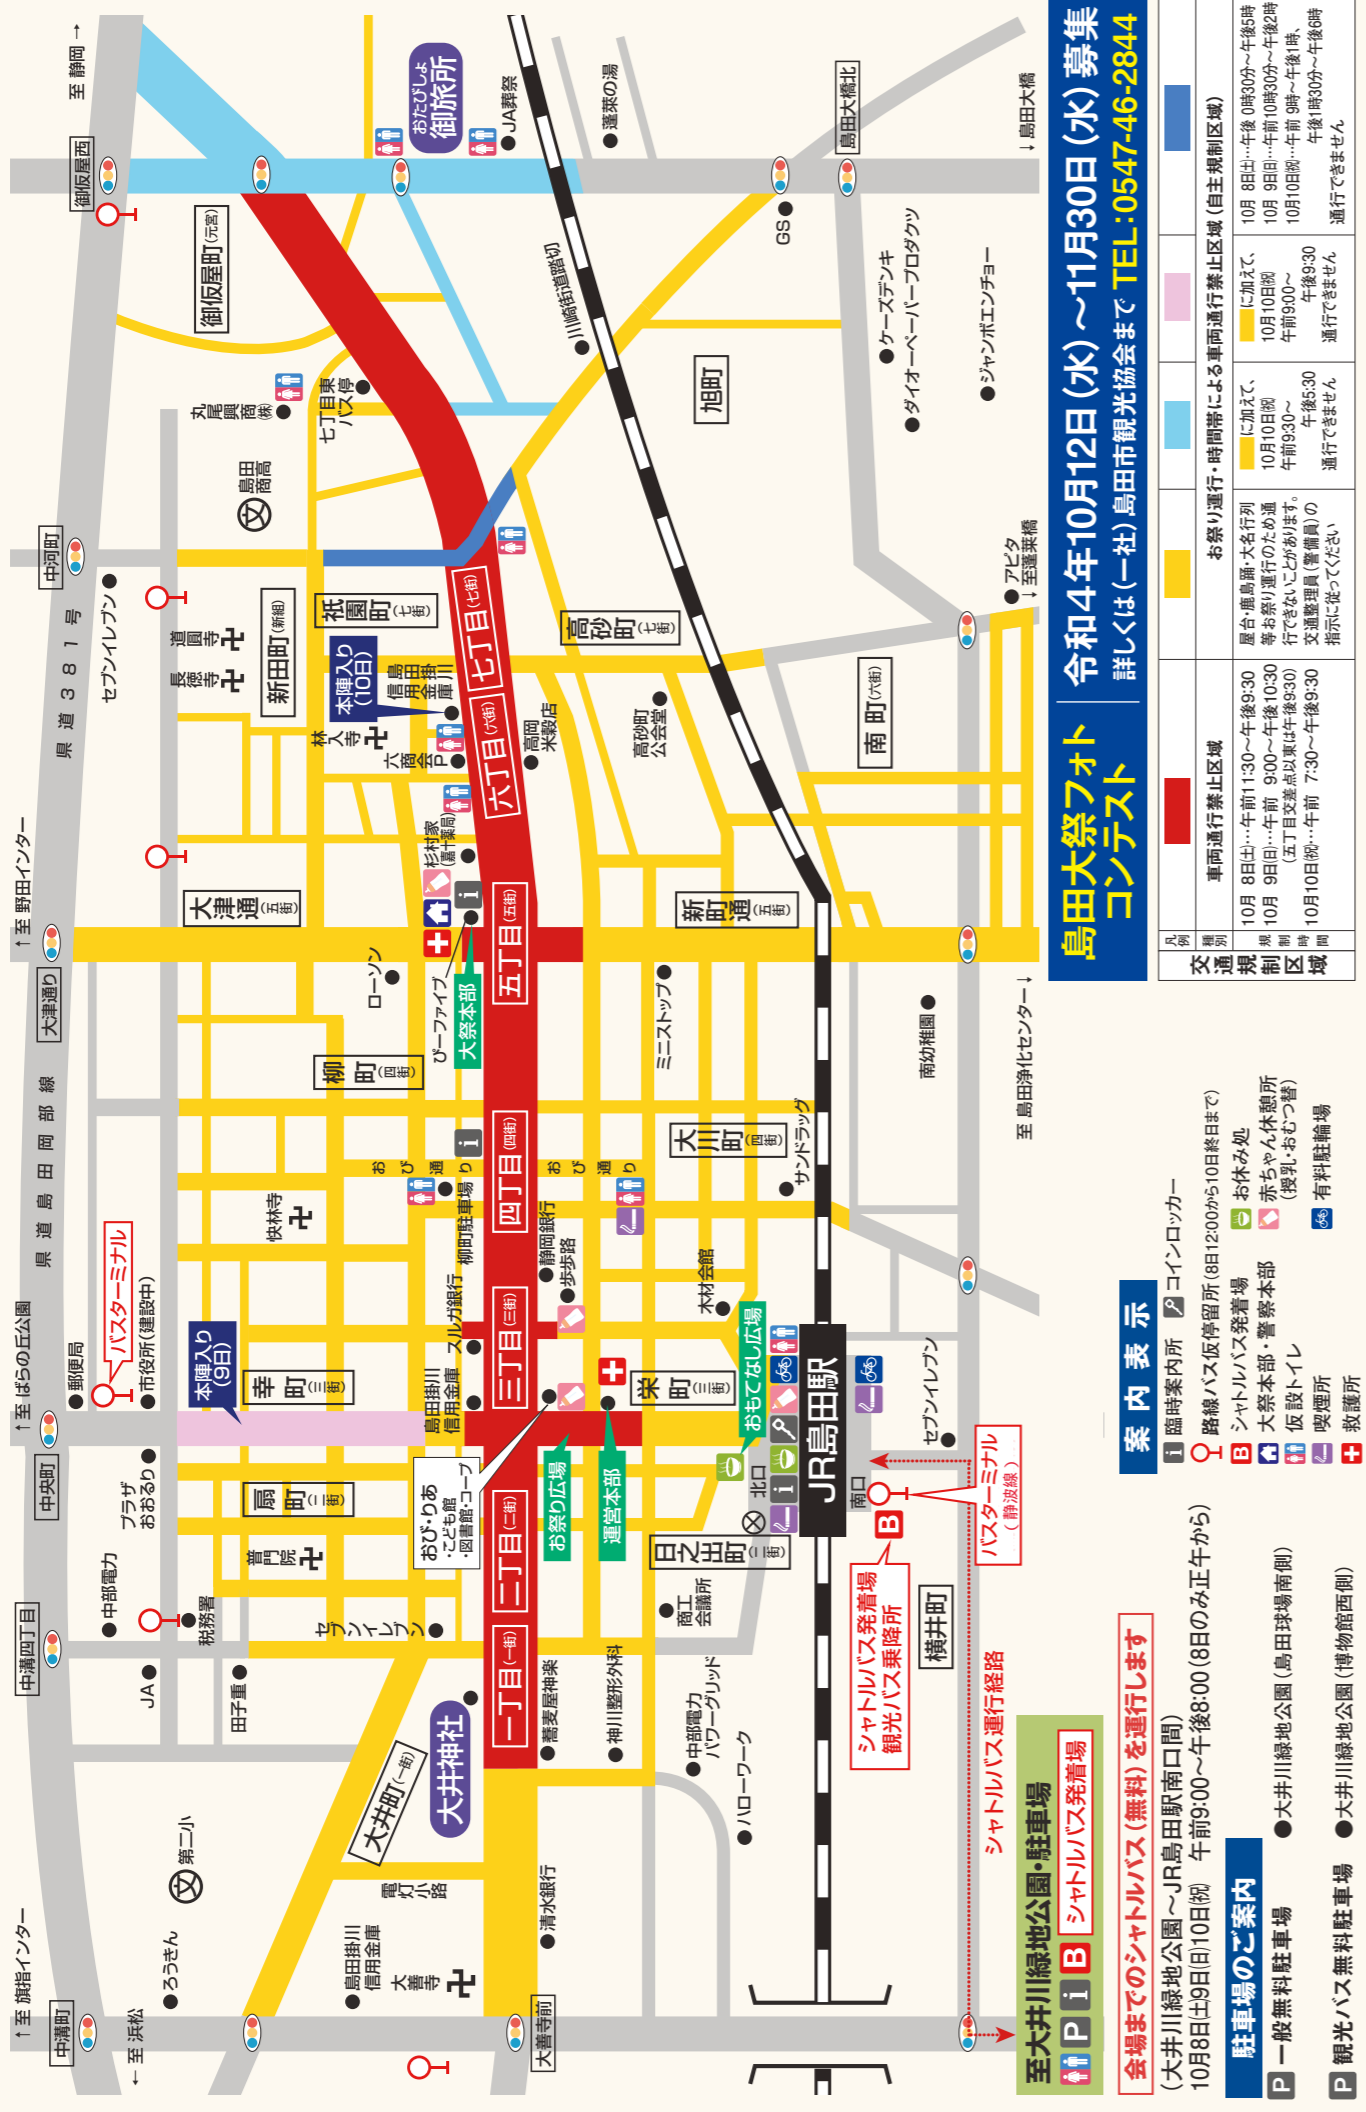 ↑至 旗指インター
中溝町
←至 浜松
ろうきん
第二小
島田掛川
信用金庫
大善寺
大善寺前
清水銀行
電灯小路
大井町(一街)
大井神社
中溝四丁目
JA
中部電力
税務署
田子重
セブンイレブン
蕎麦屋神楽
神川整形外科
中部電力
パワーグリッド
ハローワーク
商工
会議所
一丁目(一街)
二丁目(二街)
三丁目(三街)
四丁目(四街)
五丁目(五街)
六丁目(六街)
七丁目(七街)
↑至 ばらの丘公園
中央町
郵便局
バスターミナル
市役所(建設中)
プラザ
おおるり
普門院
扇町(二街)
幸町(三街)
本陣入り
(9日)
島田掛川
信用金庫
スルガ銀行
おび・りあ
・こども館
・図書館・コープ
お祭り広場
運営本部
栄町(三街)
日之出町(二街)
おもてなし広場
木材会館
静岡銀行
歩歩路
快林寺
柳町駐車場
おび通り
おび通り
柳町(四街)
大川町(四街)
サンドラッグ
ミニストップ
県道島田岡部線
大津通り
↑至 野田インター
ローソン
ぴーファイブ
大祭本部
大津通(五街)
新町通(五街)
杉村家
(嘉十薬局)
六商会P
林入寺
本陣入り
(10日)
島田掛川
信用金庫
高岡
米穀店
高砂町
公会堂
高砂町(七街)
南町(六街)
県道381号
セブンイレブン
長徳寺
道圓寺
新田町(新組)
祇園町(七街)
中河町
島田
商高
丸尾
興商
㈱
七丁目東
バス停
御仮屋町(元宮)
御仮屋西
至 静岡→
おたびしょ
御旅所
JA葬祭
蓬莱の湯
川崎街道踏切
旭町
GS
島田大橋北
↓至 島田大橋
ケーズデンキ
ダイオーペーパープロダクツ
ジャンボエンチョー
アピタ
↓至蓬莱橋
南幼稚園
至 島田浄化センター↓
JR島田駅
北口
南口
セブンイレブン
バスターミナル
(静波線)
シャトルバス発着場
観光バス乗降所
横井町
シャトルバス運行経路
至大井川緑地公園・駐車場
P i B シャトルバス発着場
会場までのシャトルバス(無料)を運行します
(大井川緑地公園～JR島田駅南口間)
10月8日(土)9日(日)10日(祝) 午前9:00～午後8:00(8日のみ正午から)
駐車場のご案内
P 一般無料駐車場 ●大井川緑地公園(島田球場南側)
P 観光バス無料駐車場 ●大井川緑地公園(博物館西側)
案内表示
i 臨時案内所
コインロッカー
路線バス仮停留所(8日12:00から10日終日まで)
B シャトルバス発着場
お休み処
大祭本部・警察本部
赤ちゃん休憩所
(授乳・おむつ替)
仮設トイレ
喫煙所
有料駐輪場
救護所
島田大祭フォト
コンテスト
令和4年10月12日(水)～11月30日(水)募集
詳しくは(一社)島田市観光協会まで TEL:0547-46-2844
交通規制区域
凡例
種別
規制時間
車両通行禁止区域
お祭り運行・時間帯による車両通行禁止区域(自主規制区域)
10月 8日(土)…午前11:30～午後9:30
10月 9日(日)…午前 9:00～午後10:30
(五丁目交差点以東は午後9:30)
10月10日(祝)…午前 7:30～午後9:30
屋台・鹿島踊・大名行列
等お祭り運行のため通
行できないことがあります。
交通整理員(警備員)の
指示に従ってください
に加えて、
10月10日(祝)
午前9:30～
午後5:30
通行できません
に加えて、
10月10日(祝)
午前9:00～
午後9:30
通行できません
10月 8日(土)…午後 0時30分～午後5時
10月 9日(日)…午前10時30分～午後2時
10月10日(祝)…午前 9時～午後1時、
午後1時30分～午後6時
通行できません